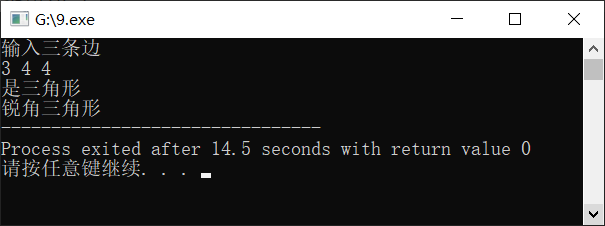 G:\9.exe
输入三条边
3 4 4
是三角形
锐角三角形
--------------------------------
Process exited after 14.5 seconds with return value 0
请按任意键继续. . .